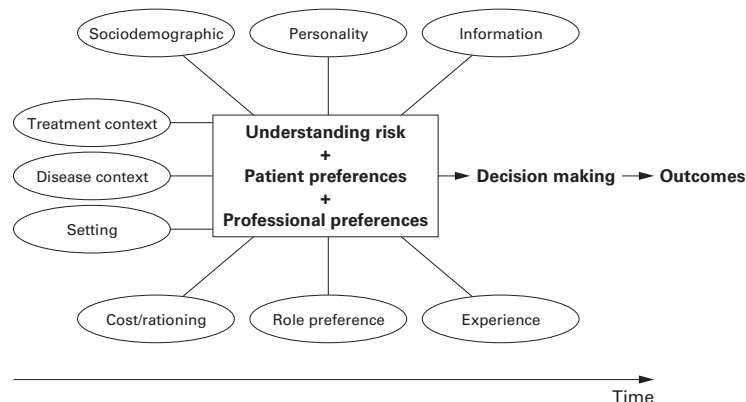 Sociodemographic
Personality
Information
Treatment context
Disease context
Setting
Understanding risk
+
Patient preferences
+
Professional preferences
Decision making
Outcomes
Cost/rationing
Role preference
Experience
Time